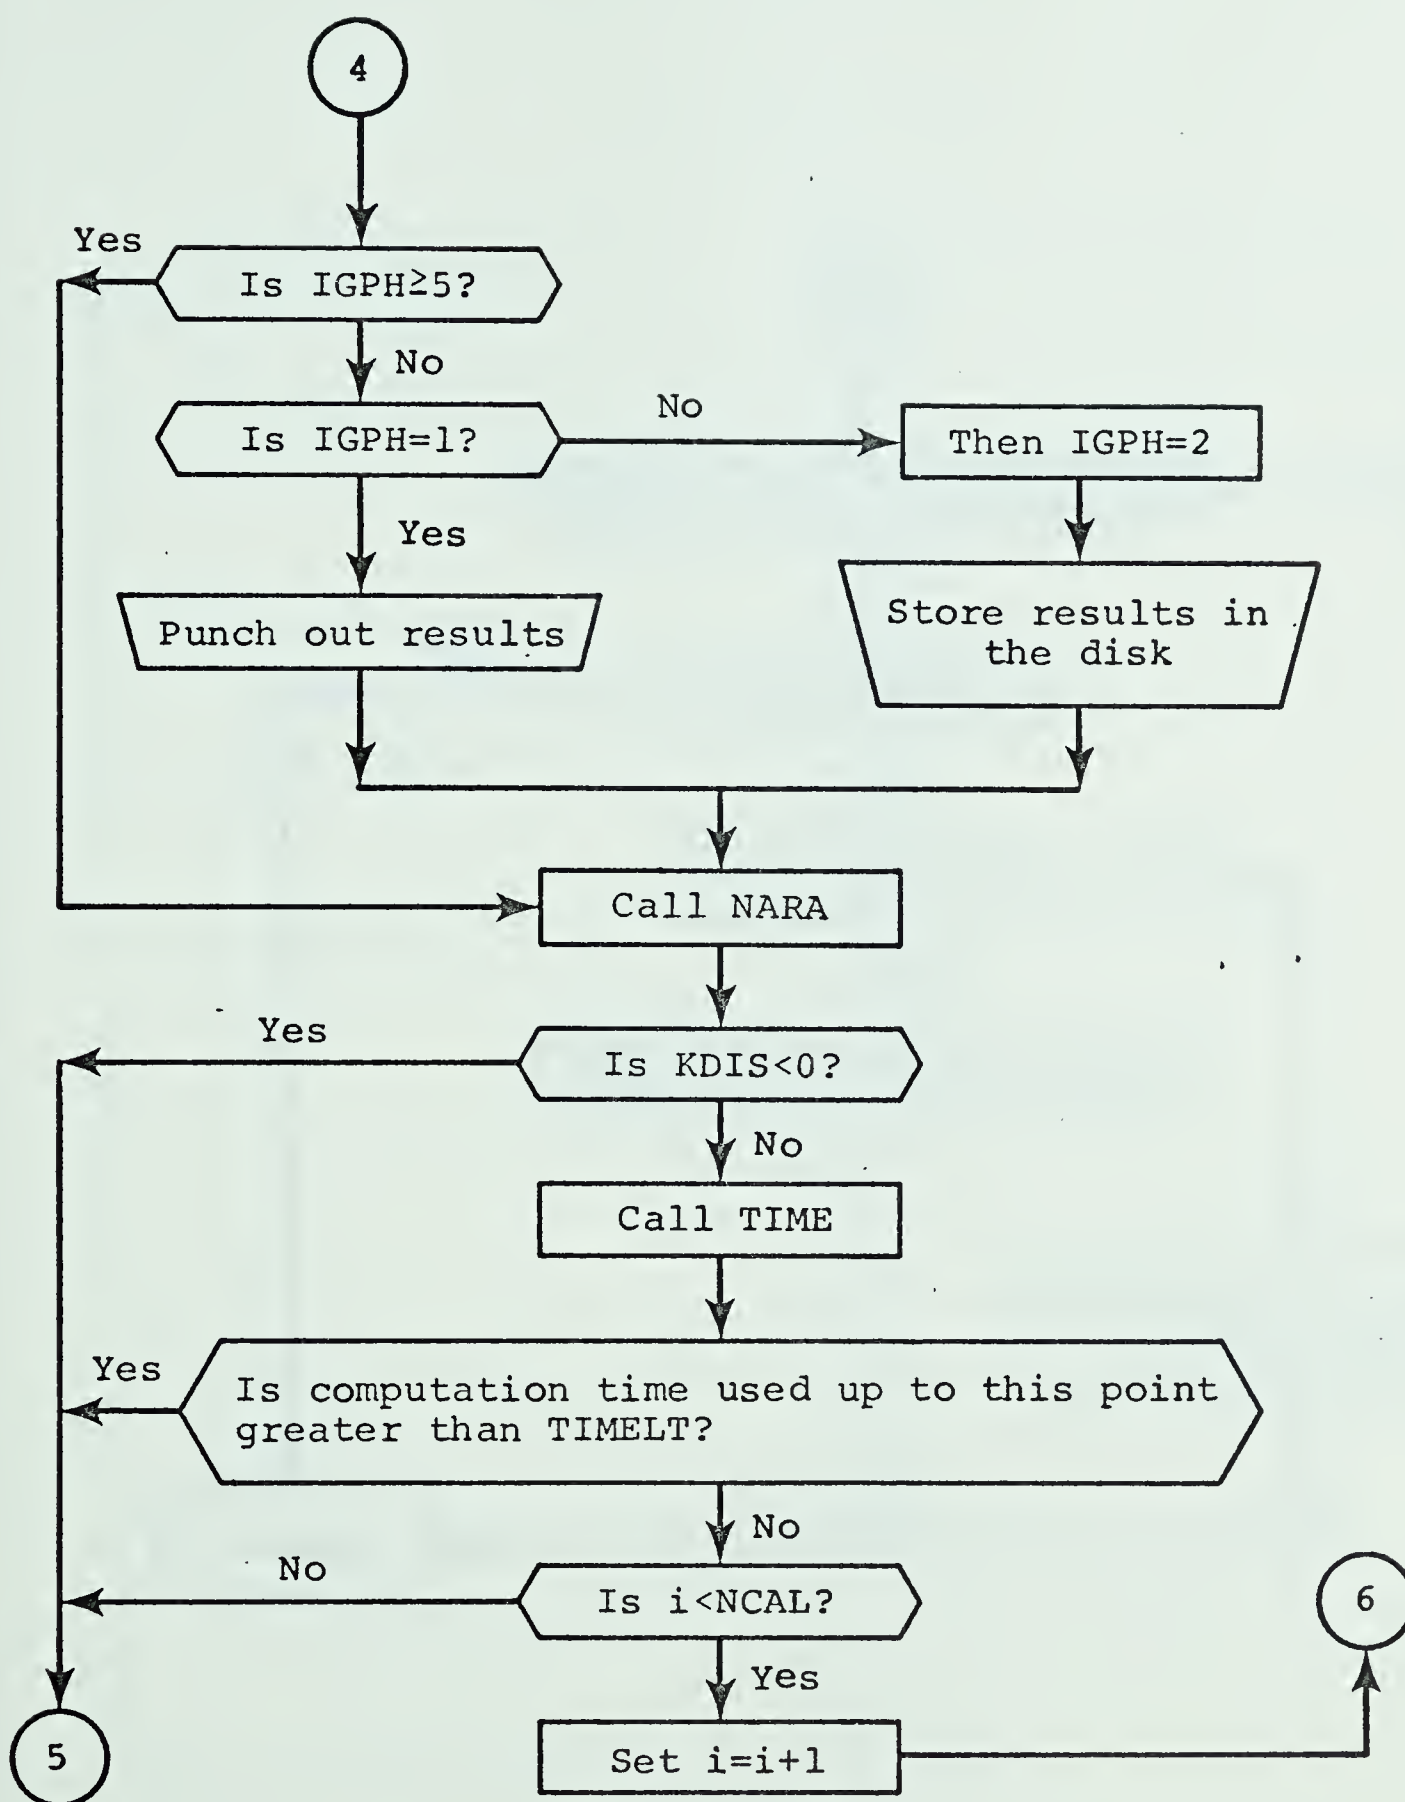 4
Yes
Is IGPH≥5?
No
Is IGPH=1?
No
Then IGPH=2
Yes
Punch out results
Store results in
the disk
Call NARA
Yes
Is KDIS<0?
No
Call TIME
Yes
Is computation time used up to this point
greater than TIMELT?
No
No
Is i<NCAL?
6
Yes
5
Set i=i+1